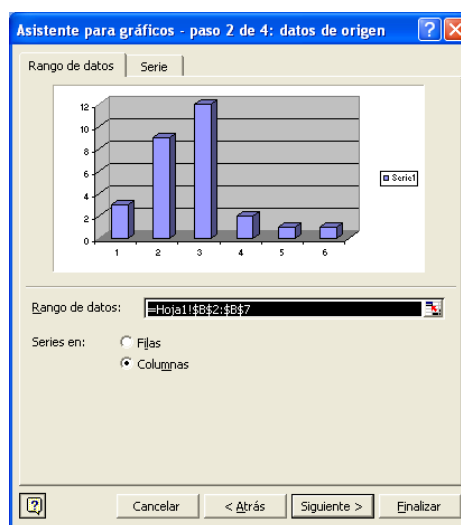 Asistente para gráficos - paso 2 de 4: datos de origen
Rango de datos Serie
12
10
8
6
4
2
0
1 2 3 4 5 6
Serie1
Rango de datos: =Hoja1!$B$2:$B$7
Series en: Filas
Columnas
Cancelar < Atrás Siguiente > Finalizar